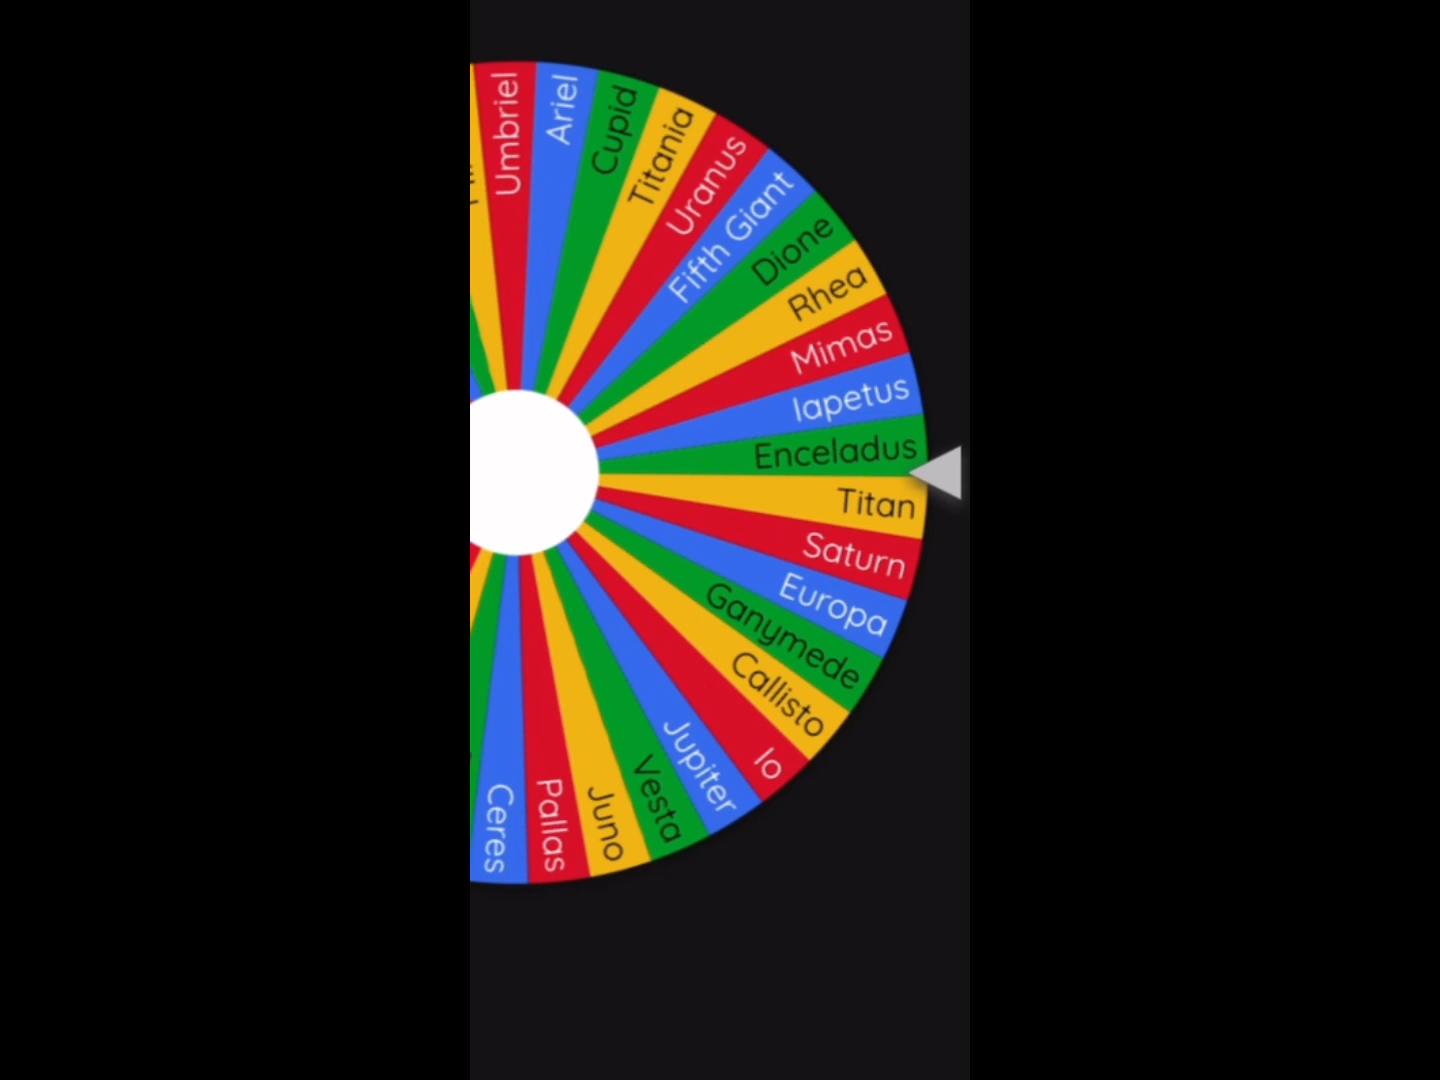 Umbriel
Ariel
Cupid
Titania
Uranus
Fifth Giant
Dione
Rhea
Mimas
Iapetus
Enceladus
Titan
Saturn
Europa
Ganymede
Callisto
Io
Jupiter
Vesta
Juno
Pallas
Ceres